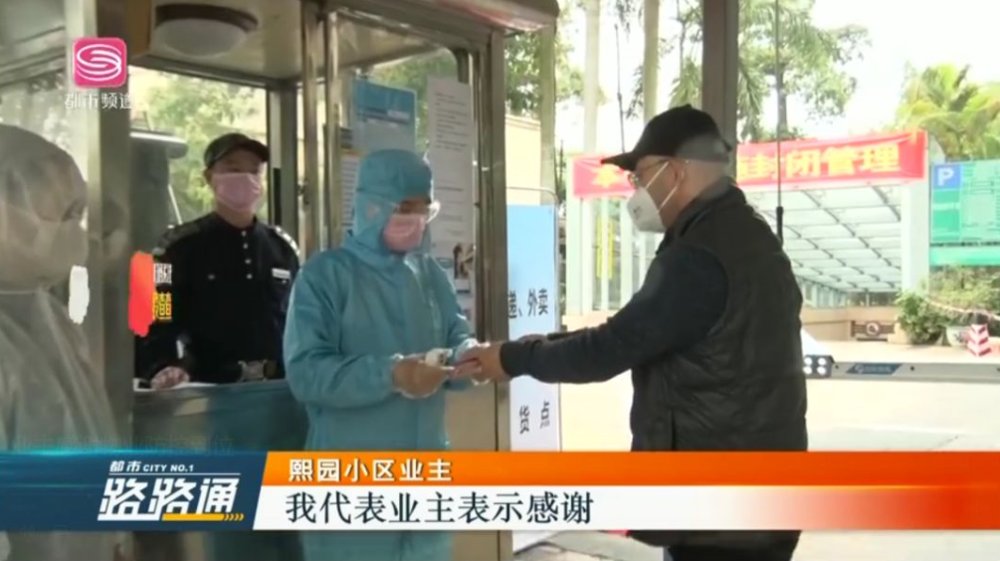 都市频道
封闭管理
P
递、外卖
货点
都市 CITY NO.1
路路通
熙园小区业主
我代表业主表示感谢